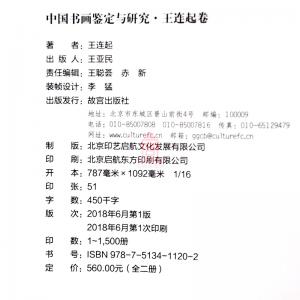 中国书画鉴定与研究·王连起卷
著 者 王连起
出 版 人 王亚民
责任编辑 王聪荟 赤 新
装帧设计 李 猛
出版发行 故宫出版社
地址：北京市东城区景山前街4号 邮编：100009
电话：010-85007808 010-85007816 传真：010-65129479
网址：www.culturefc.cn 邮箱：ggcb@culturefc.cn
制 版 北京印艺启航文化发展有限公司
印 刷 北京启航东方印刷有限公司
开 本 787毫米×1092毫米 1/16
印 张 51
字 数 450千字
版 次 2018年6月第1版
2018年6月第1次印刷
印 数 1~1,500册
书 号 ISBN 978-7-5134-1120-2
定 价 560.00元（全二册）